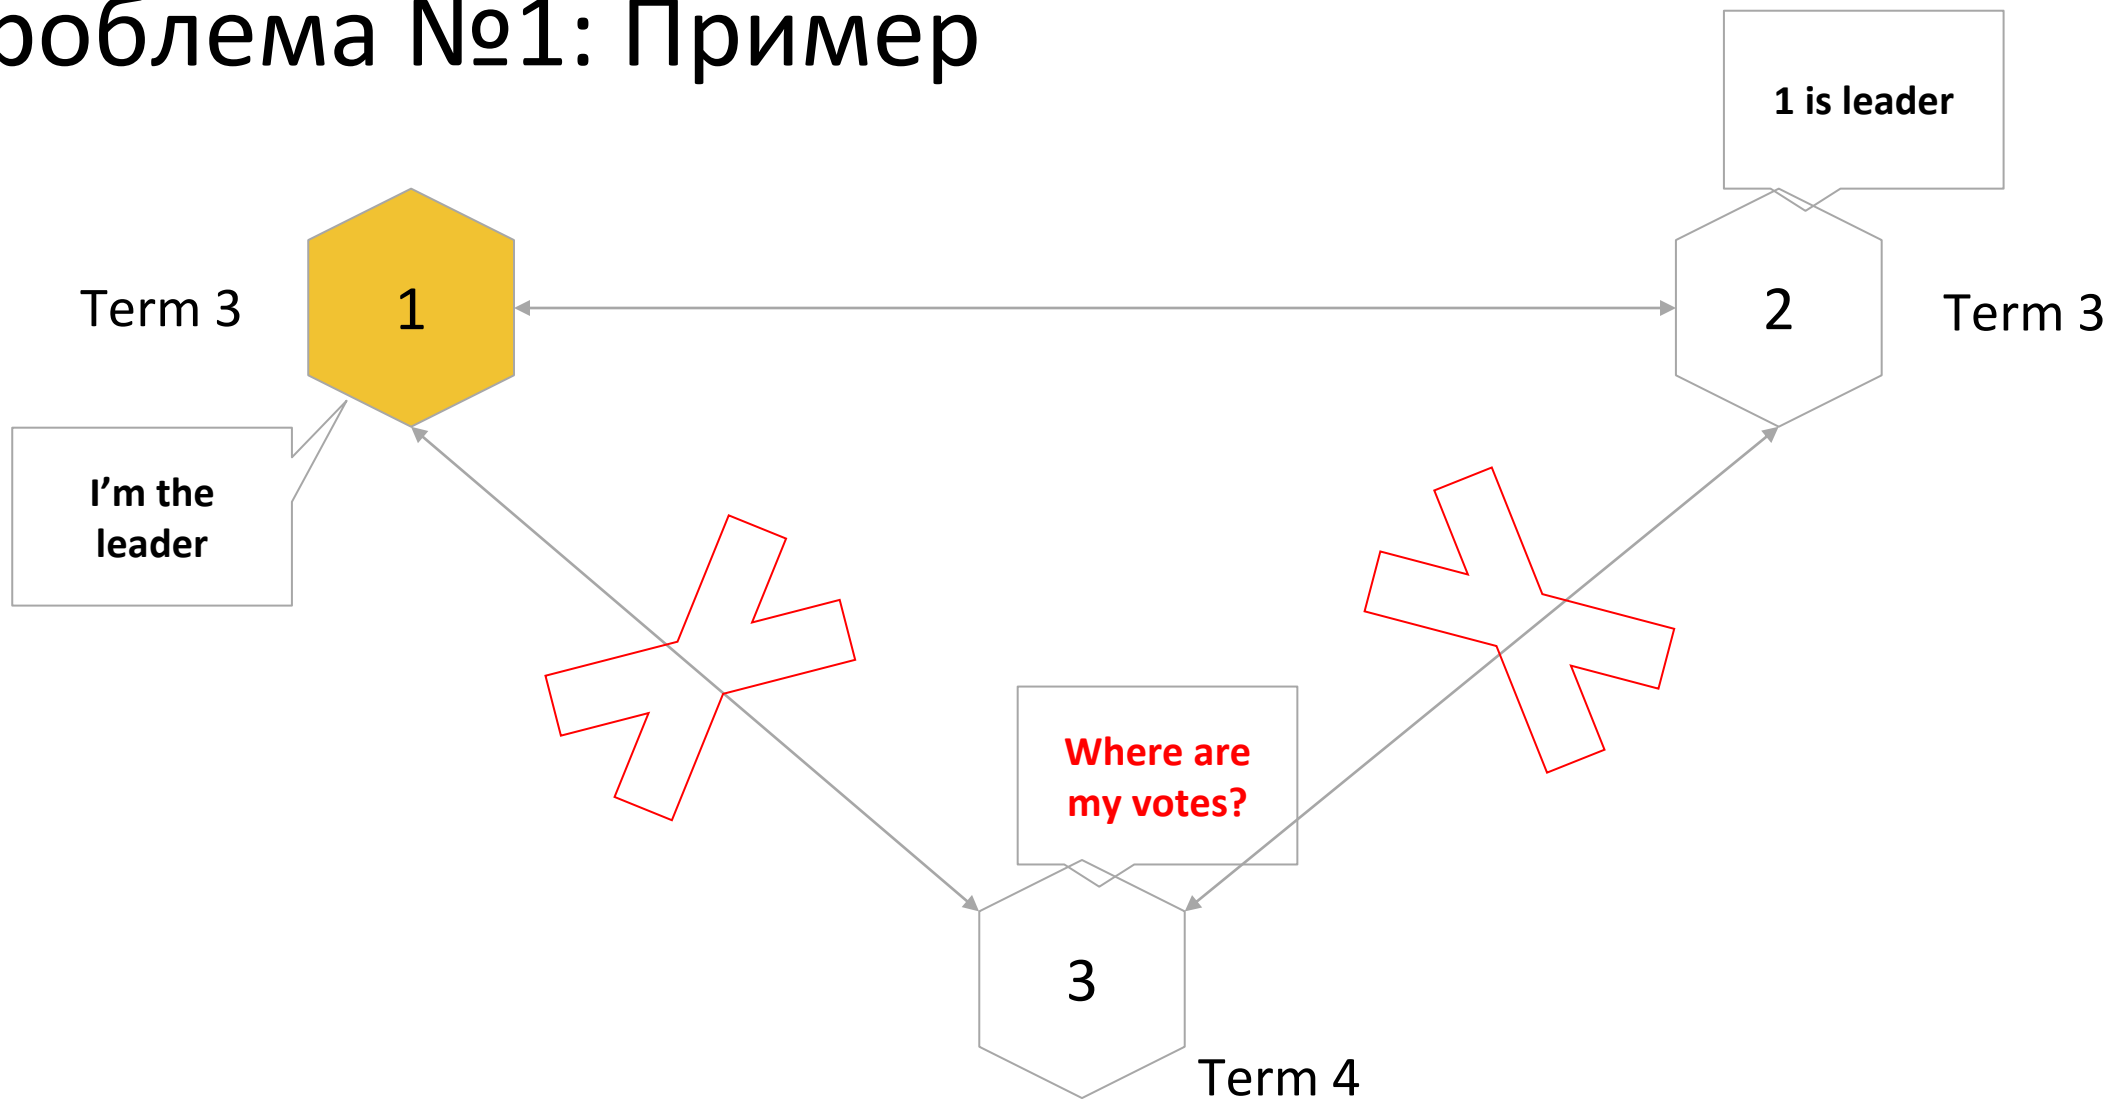 роблема №1: Пример
1 is leader
Term 3
1
2
Term 3
I’m the
leader
Where are
my votes?
3
Term 4